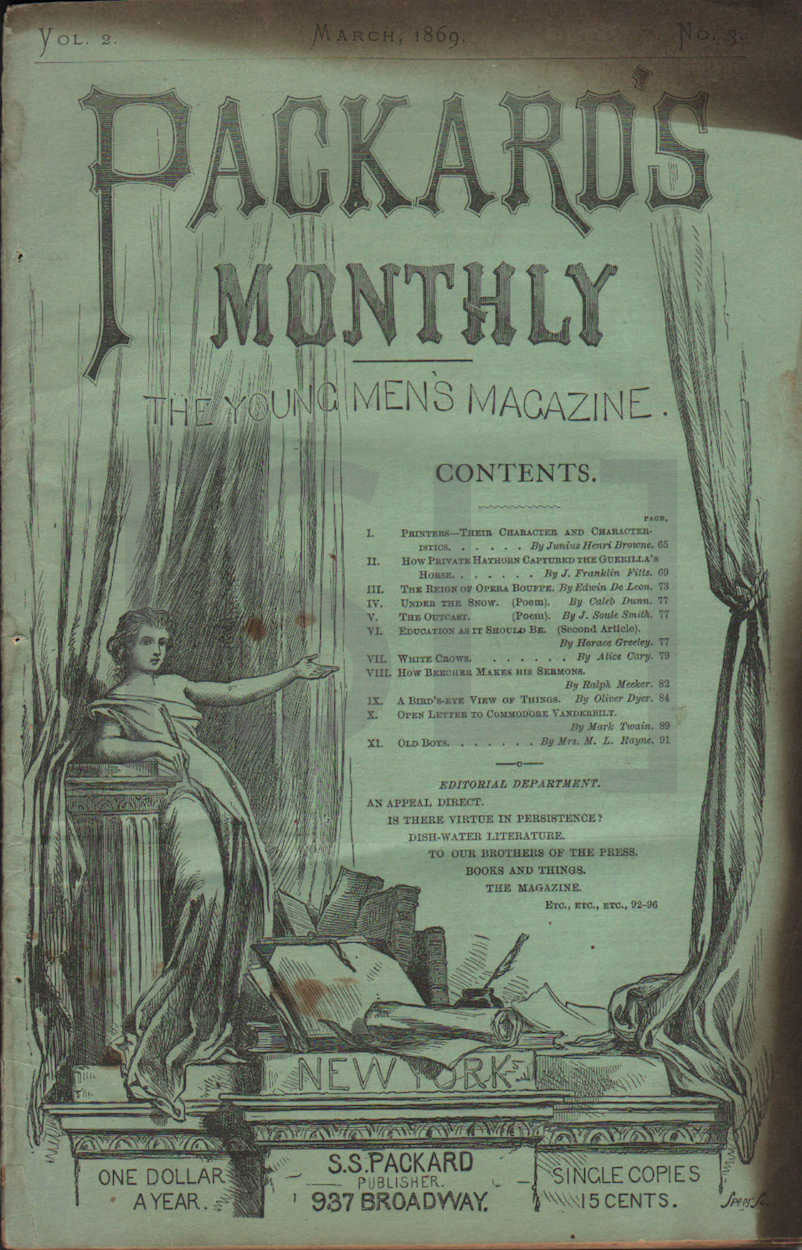 VOL. 2. MARCH, 1869. NO. 3.
PACKARD'S
MONTHLY
THE YOUNG MEN'S MAGAZINE.
CONTENTS.
PAGE.
I. PRINTERS—THEIR CHARACTER AND CHARACTER-
ISTICS. . . . . . By Junius Henri Browne. 65
II. HOW PRIVATE HATHORN CAPTURED THE GUERILLA'S
HORSE. . . . . . . By J. Franklin Fitts. 69
III. THE REIGN OF OPERA BOUFFE. By Edwin De Leon. 73
IV. UNDER THE SNOW. (Poem). By Caleb Dunn. 77
V. THE OUTCAST. (Poem). By J. Soule Smith. 77
VI. EDUCATION AS IT SHOULD BE. (Second Article).
By Horace Greeley. 77
VII. WHITE CROWS. . . . . . . By Alice Cary. 79
VIII. HOW BEECHER MAKES HIS SERMONS.
By Ralph Meeker. 82
IX. A BIRD'S-EYE VIEW OF THINGS. By Oliver Dyer. 84
X. OPEN LETTER TO COMMODORE VANDERBILT.
By Mark Twain. 89
XI. OLD BOYS. . . . . . . By Mrs. M. L. Rayne. 91
EDITORIAL DEPARTMENT.
AN APPEAL DIRECT.
IS THERE VIRTUE IN PERSISTENCE?
DISH-WATER LITERATURE.
TO OUR BROTHERS OF THE PRESS.
BOOKS AND THINGS.
THE MAGAZINE.
ETC., ETC., ETC., 92-96
NEW YORK
ONE DOLLAR
A YEAR.
S.S. PACKARD
PUBLISHER.
937 BROADWAY.
SINGLE COPIES
15 CENTS.